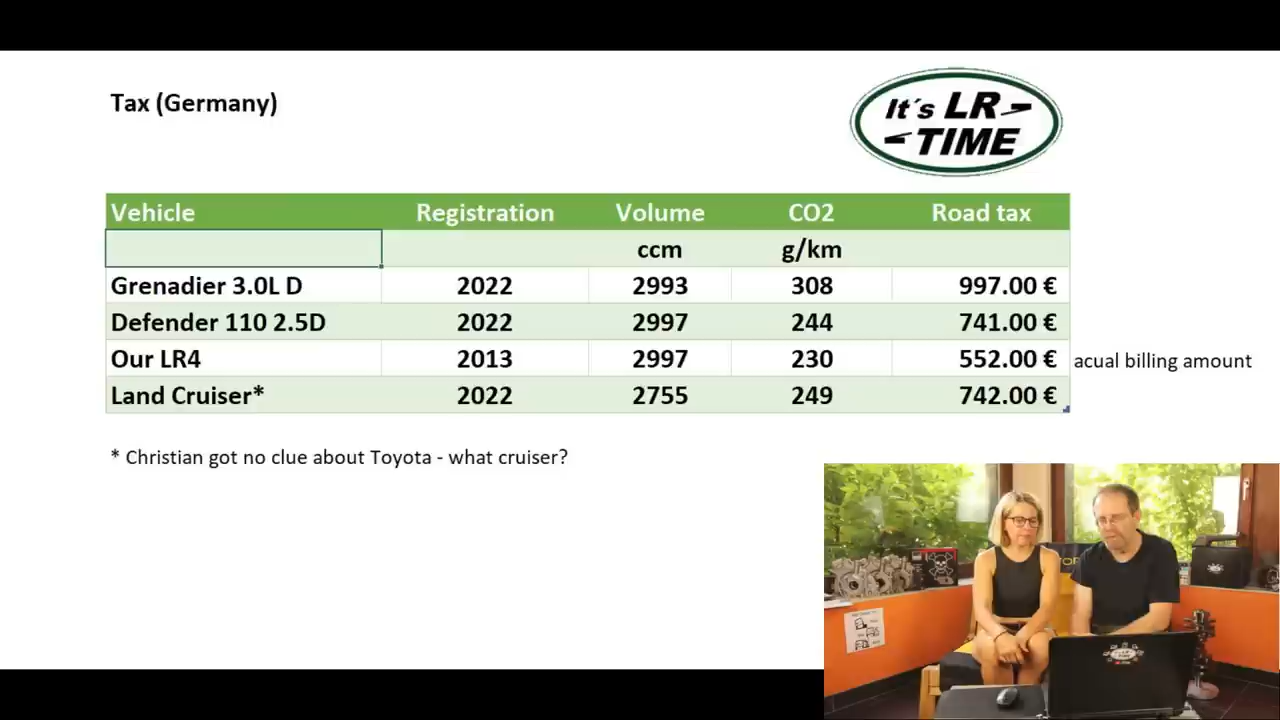 Tax (Germany)
It´s LR
TIME
Vehicle Registration Volume CO2 Road tax
ccm g/km
Grenadier 3.0L D 2022 2993 308 997.00 €
Defender 110 2.5D 2022 2997 244 741.00 €
Our LR4 2013 2997 230 552.00 € acual billing amount
Land Cruiser* 2022 2755 249 742.00 €
* Christian got no clue about Toyota - what cruiser?
LR
TIME